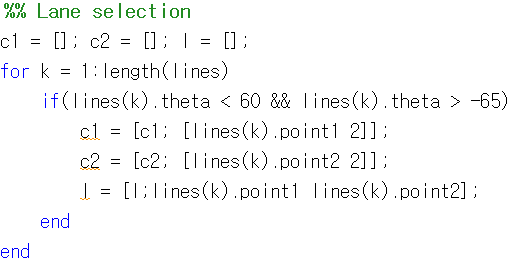 %% Lane selection
c1 = []; c2 = []; l = [];
for k = 1:length(lines)
    if(lines(k).theta < 60 && lines(k).theta > -65)
        c1 = [c1; [lines(k).point1 2]];
        c2 = [c2; [lines(k).point2 2]];
        l = [l;lines(k).point1 lines(k).point2];
    end
end